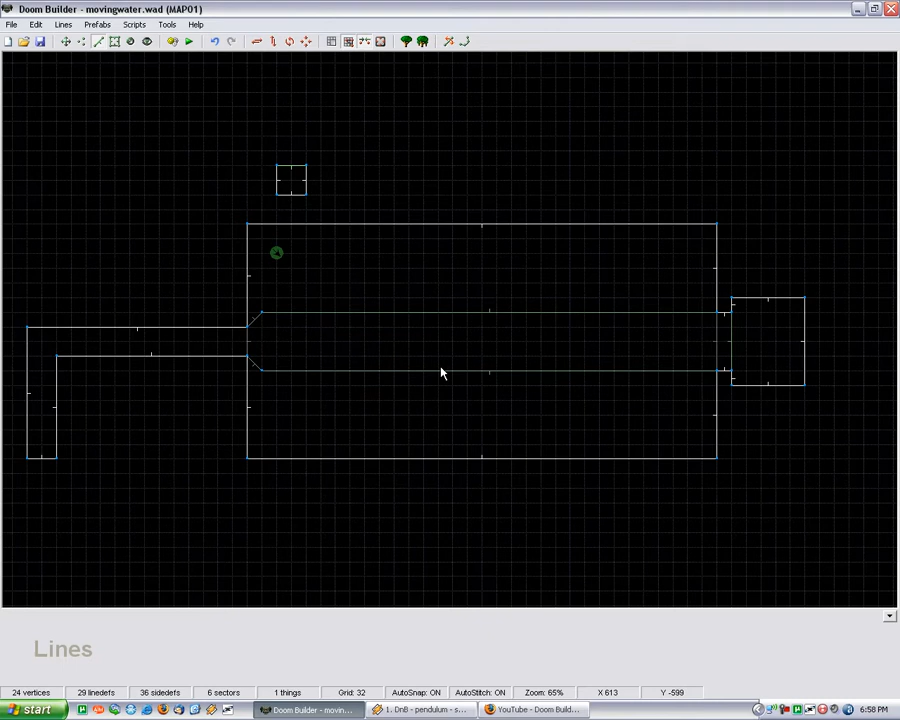 Doom Builder - movingwater.wad (MAP01)
File Edit Lines Prefabs Scripts Tools Help
Lines
24 vertices 29 linedefs 36 sidedefs 6 sectors 1 things Grid: 32 AutoSnap: ON AutoStitch: ON Zoom: 65% X 613 Y -599
start Doom Builder - movin... 1. DnB - pendulum - s... YouTube - Doom Build... 6:58 PM